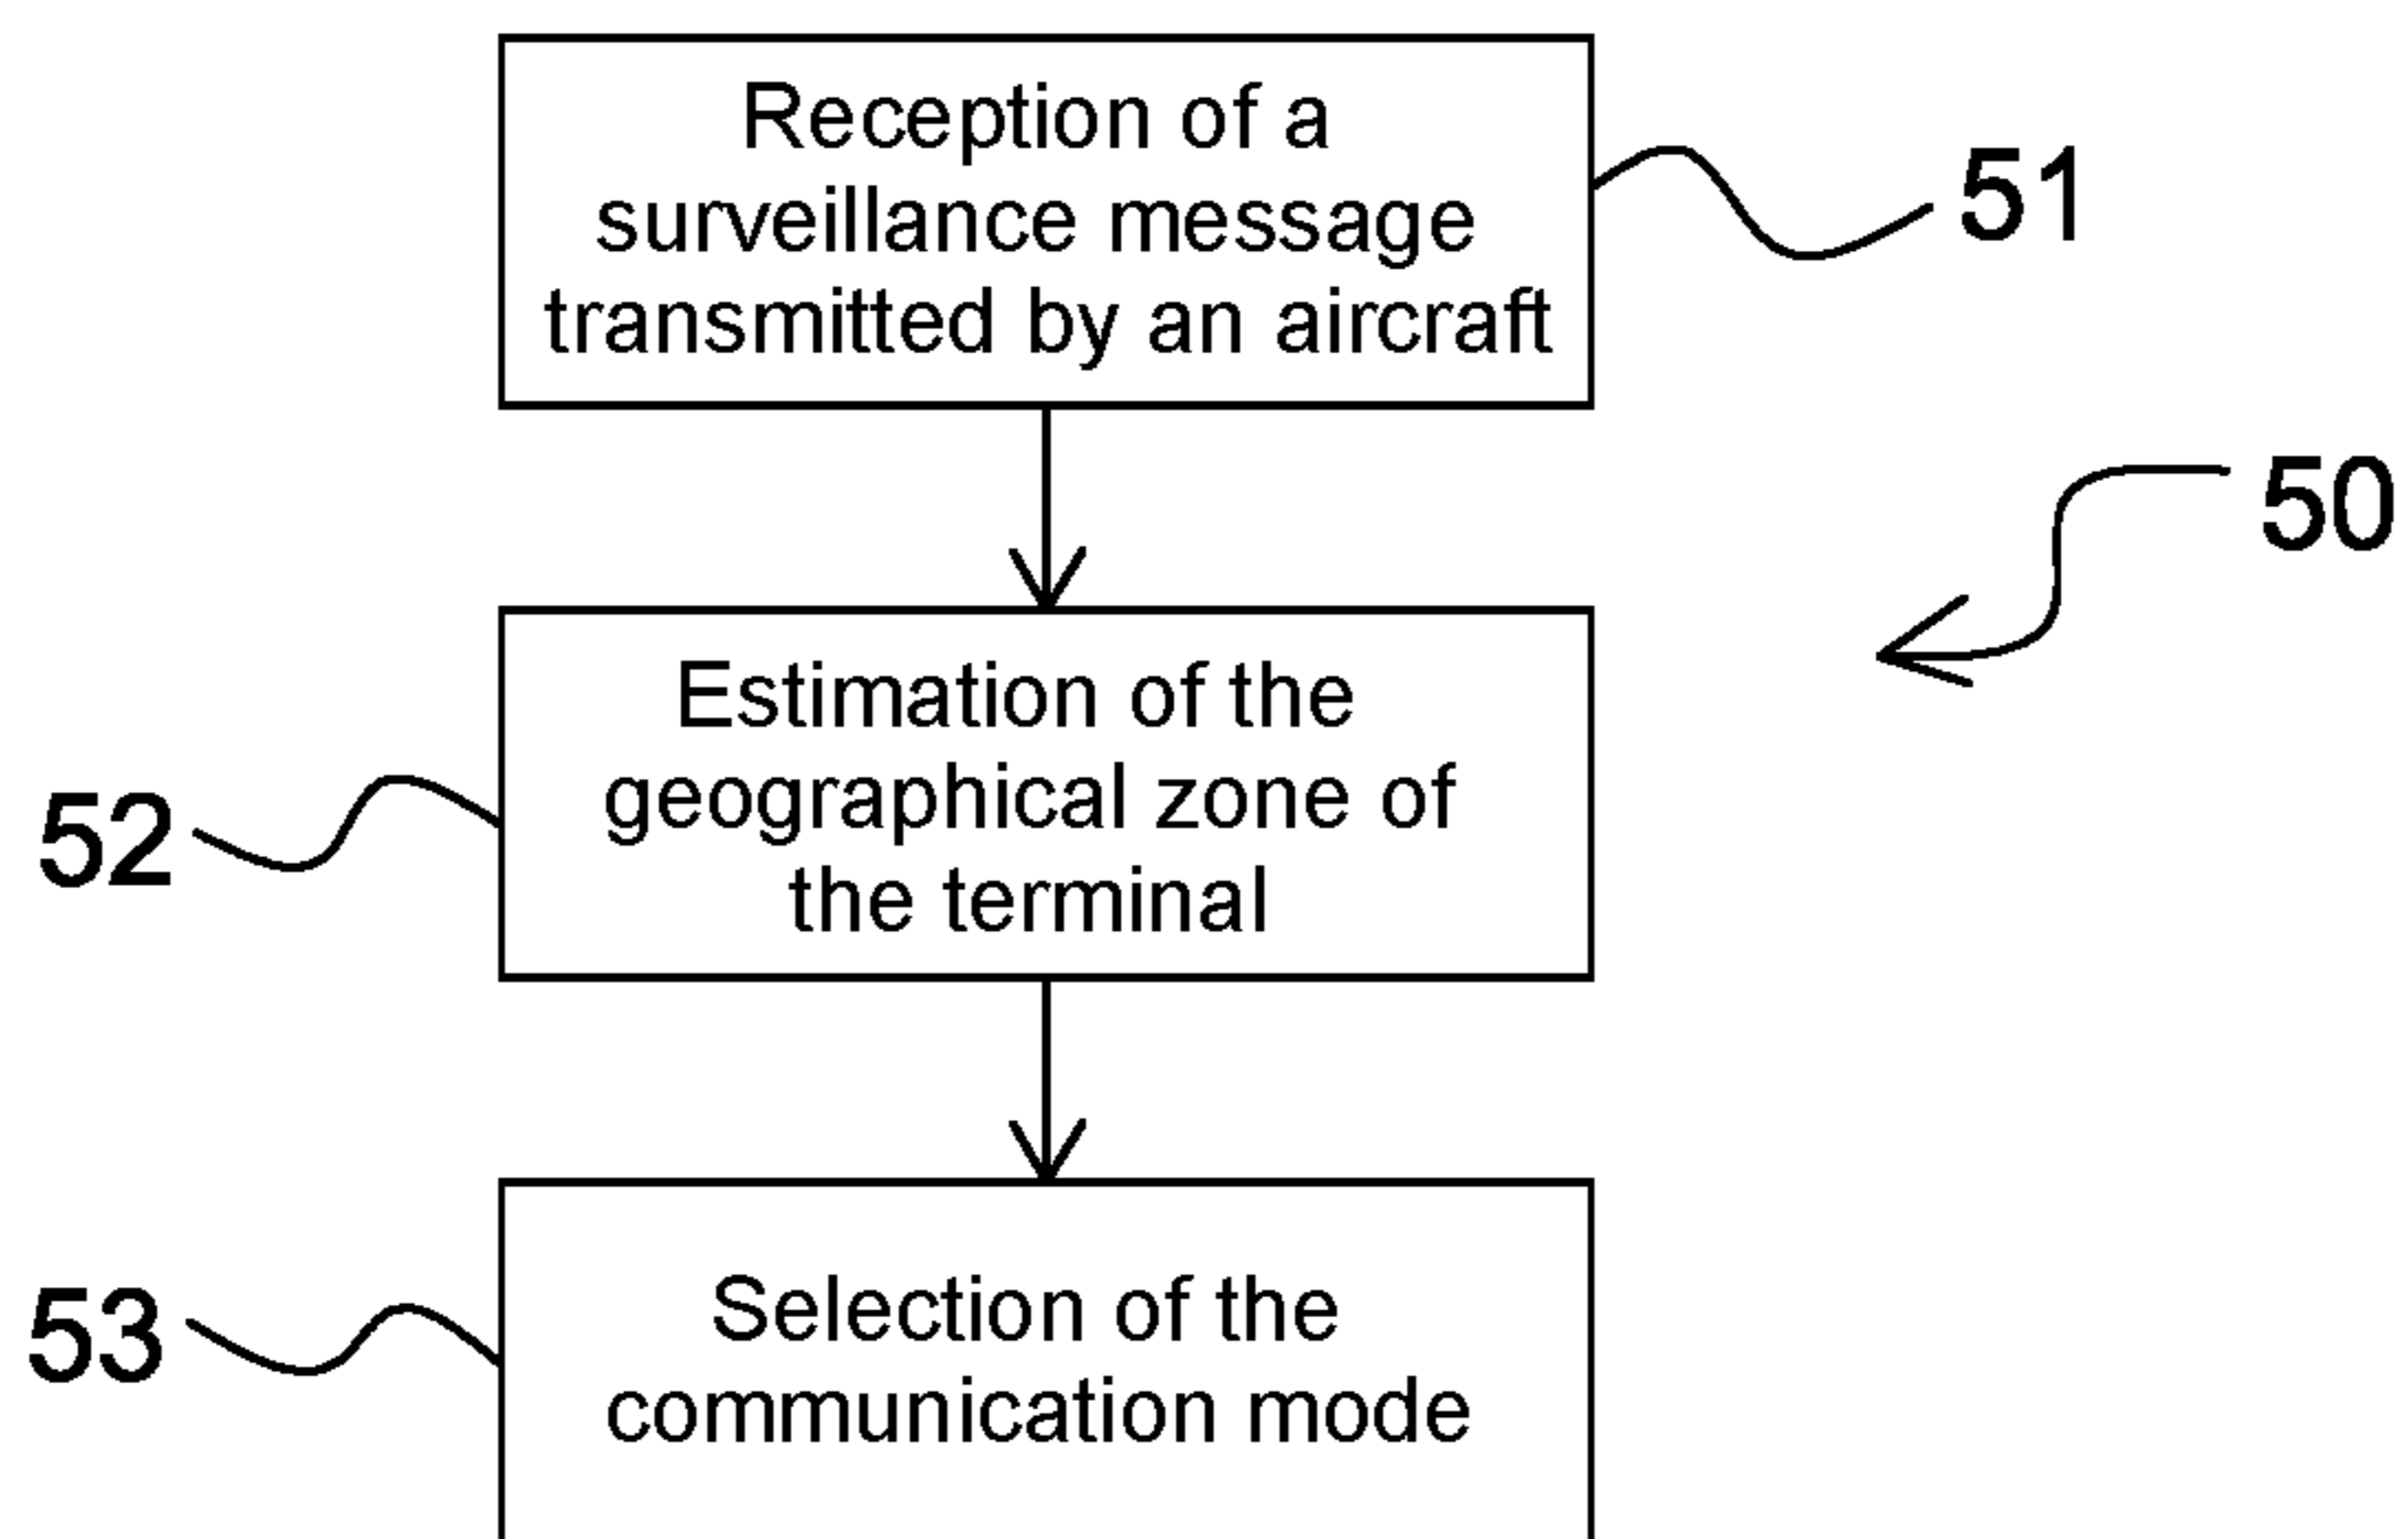 Reception of a
surveillance message
transmitted by an aircraft
51
50
Estimation of the
geographical zone of
the terminal
52
Selection of the
communication mode
53